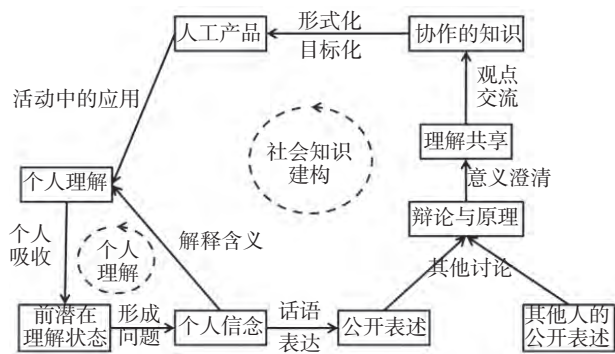 人工产品
形式化
目标化
协作的知识
活动中的应用
观点
交流
社会知识
建构
理解共享
个人理解
意义澄清
个人
吸收
个人
理解
解释含义
辩论与原理
其他讨论
前潜在
理解状态
形成
问题
个人信念
话语
表达
公开表述
其他人的
公开表述